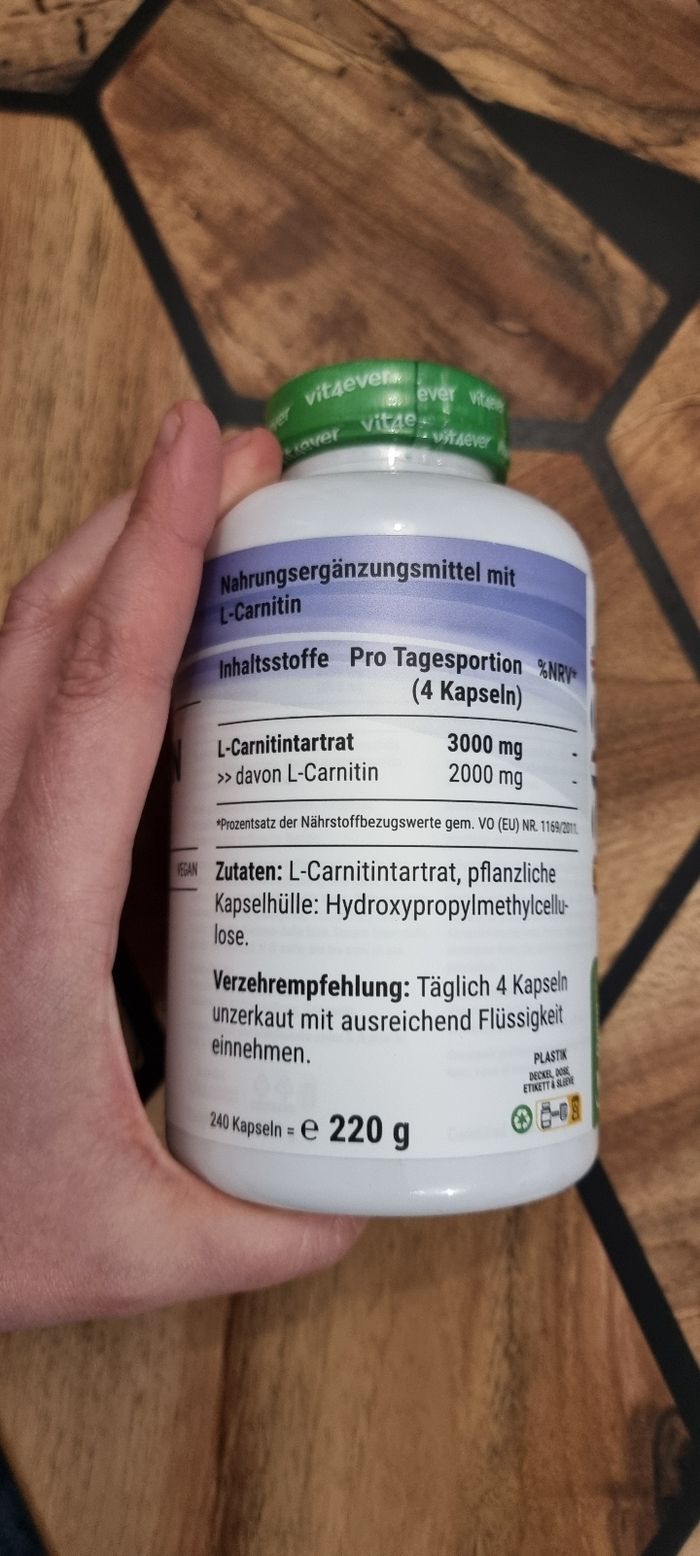 vit4ever ever
vit4ever
Nahrungsergänzungsmittel mit
L-Carnitin
Inhaltsstoffe Pro Tagesportion %NRV*
(4 Kapseln)
L-Carnitintartrat 3000 mg -
>> davon L-Carnitin 2000 mg -
*Prozentsatz der Nährstoffbezugswerte gem. VO (EU) NR. 1169/2011.
VEGAN
Zutaten: L-Carnitintartrat, pflanzliche
Kapselhülle: Hydroxypropylmethylcellu-
lose.
Verzehrempfehlung: Täglich 4 Kapseln
unzerkaut mit ausreichend Flüssigkeit
einnehmen.
PLASTIK
DECKEL, DOSE,
ETIKETT & SLEEVE
240 Kapseln = e 220 g